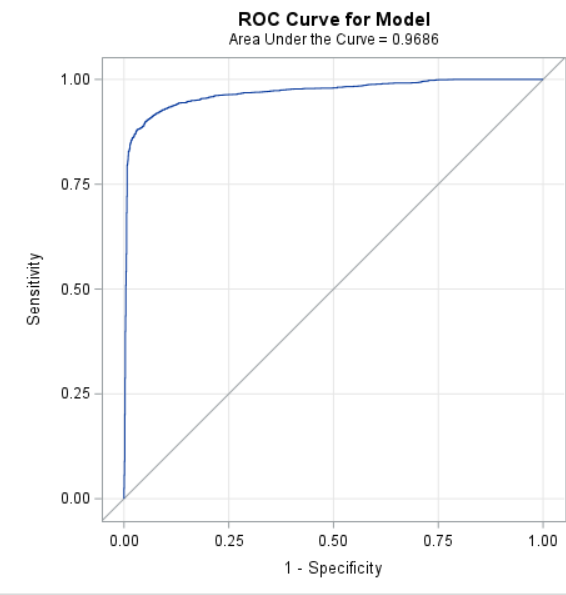 ROC Curve for Model
Area Under the Curve = 0.9686
1.00
0.75
0.50
0.25
0.00
Sensitivity
0.00 0.25 0.50 0.75 1.00
1 - Specificity